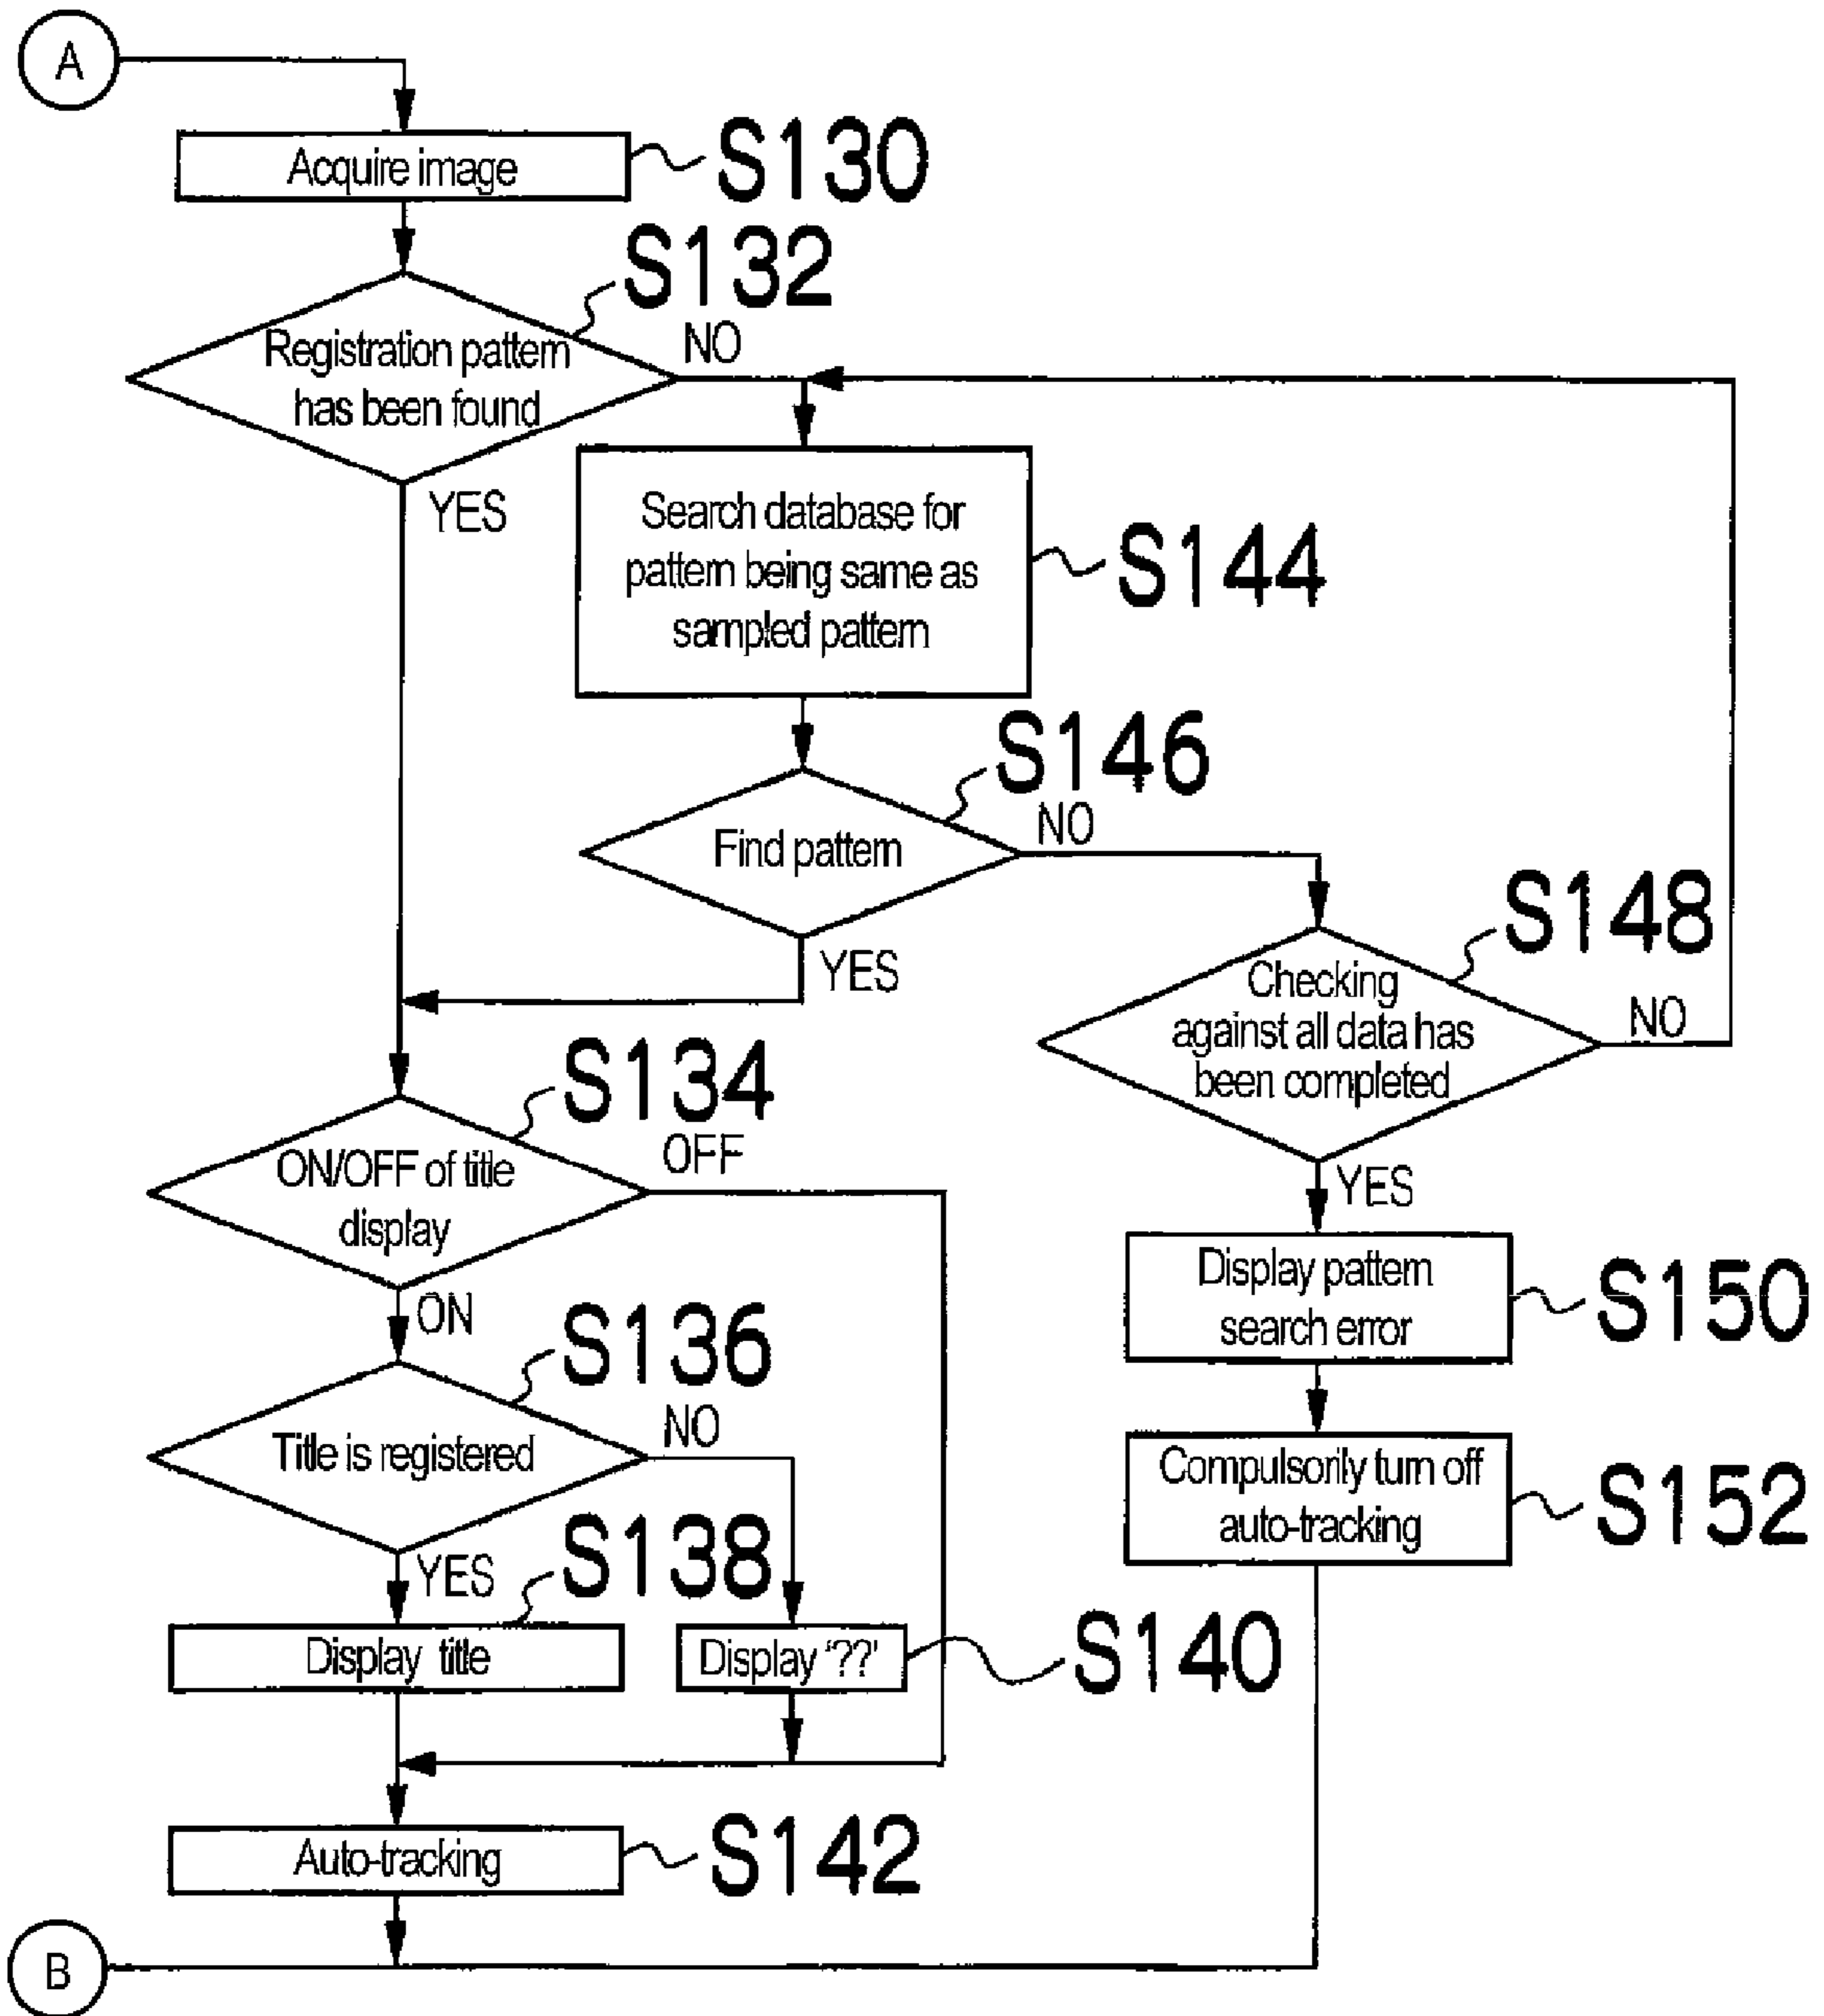 A
Acquire image
S130
S132
Registration pattern
has been found
NO
YES
Search database for
pattern being same as
sampled pattern
S144
S146
Find pattern
NO
YES
S148
Checking
against all data has
been completed
NO
YES
S134
ON/OFF of title
display
OFF
ON
S136
Title is registered
NO
YES
S138
Display title
Display '??'
S140
Display pattern
search error
S150
Compulsorily turn off
auto-tracking
S152
Auto-tracking
S142
B